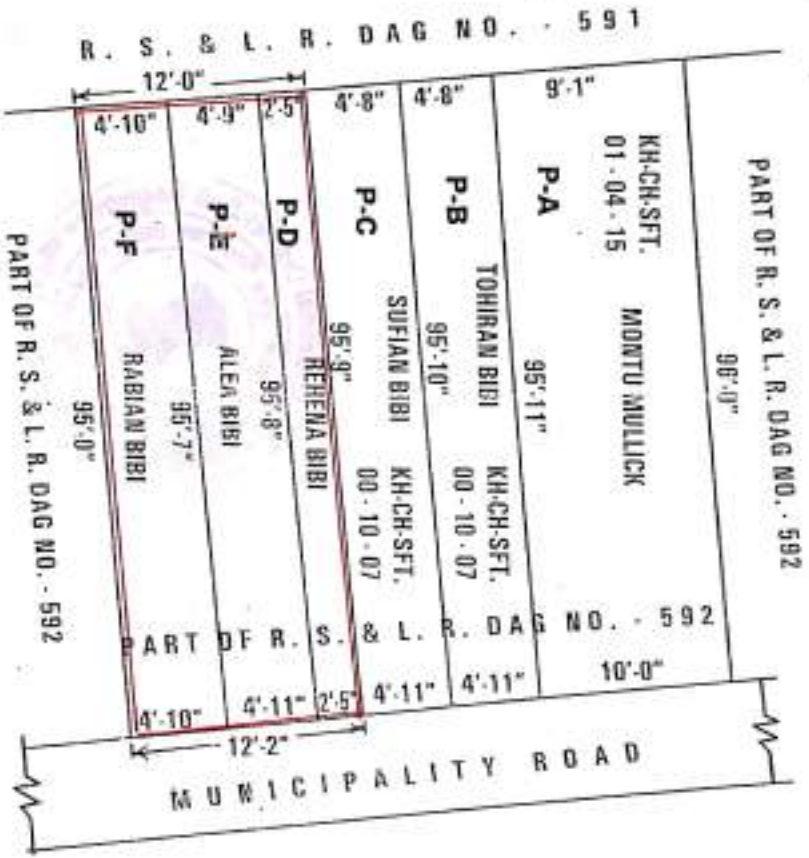 R. S. & L. R. DAG NO. - 591
12'-0"
4'-10"
4'-9"
2'-5"
4'-8"
4'-8"
9'-1"
KH-CH-SFT.
01 - 04 - 15
P-A
P-B
P-C
P-D
P-E
P-F
MONTU MULLICK
TOHIRAN BIBI
SUFIAN BIBI
REHENA BIBI
ALEA BIBI
RABIAN BIBI
96'-0"
95'-11"
95'-10"
95'-9"
95'-8"
95'-7"
95'-0"
KH-CH-SFT.
00 - 10 - 07
KH-CH-SFT.
00 - 10 - 07
PART OF R. S. & L. R. DAG NO. - 592
PART OF R. S. & L. R. DAG NO. - 592
PART OF R. S. & L. R. DAG NO. - 592
4'-10"
4'-11"
2'-5"
4'-11"
4'-11"
10'-0"
12'-2"
MUNICIPALITY ROAD